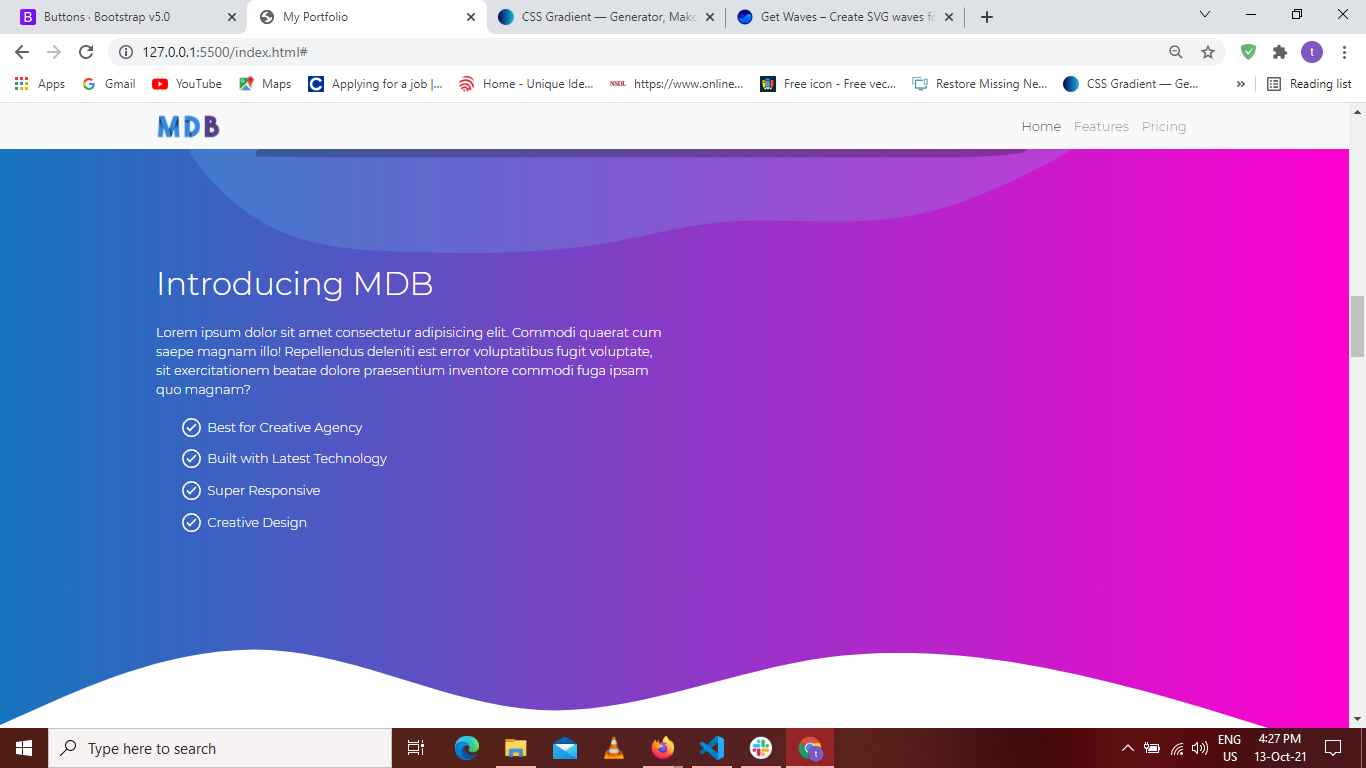 Buttons · Bootstrap v5.0
My Portfolio
CSS Gradient — Generator, Make
Get Waves – Create SVG waves fo
127.0.0.1:5500/index.html#
t
Apps
Gmail
YouTube
Maps
Applying for a job |...
Home - Unique Ide...
NSDL https://www.online...
Free icon - Free vec...
Restore Missing Ne...
CSS Gradient — Ge...
»
Reading list
MDB
Home Features Pricing
Introducing MDB
Lorem ipsum dolor sit amet consectetur adipisicing elit. Commodi quaerat cum
saepe magnam illo! Repellendus deleniti est error voluptatibus fugit voluptate,
sit exercitationem beatae dolore praesentium inventore commodi fuga ipsam
quo magnam?
Best for Creative Agency
Built with Latest Technology
Super Responsive
Creative Design
Type here to search
ENG
US
4:27 PM
13-Oct-21